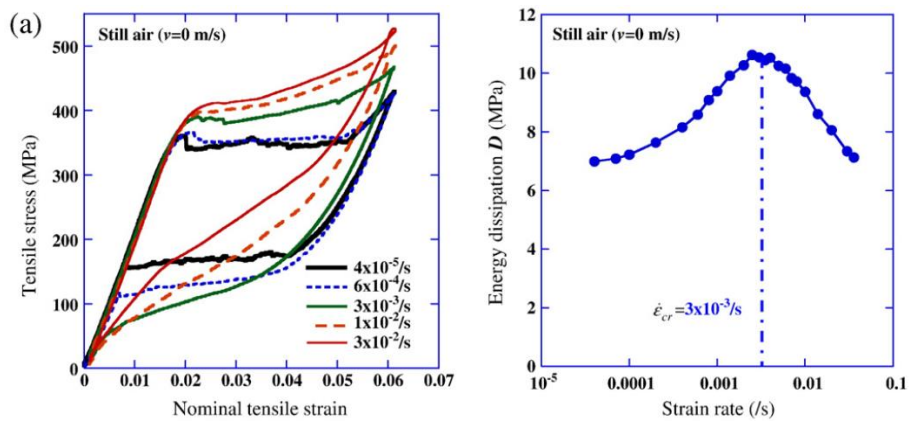 (a)
Still air (v=0 m/s)
Tensile stress (MPa)
500
400
300
200
100
0
4x10⁻⁵/s
6x10⁻⁴/s
3x10⁻³/s
1x10⁻²/s
3x10⁻²/s
0 0.01 0.02 0.03 0.04 0.05 0.06 0.07
Nominal tensile strain
Still air (v=0 m/s)
Energy dissipation D (MPa)
12
10
8
6
4
2
0
ε̇cr=3x10⁻³/s
10⁻⁵ 0.0001 0.001 0.01 0.1
Strain rate (/s)